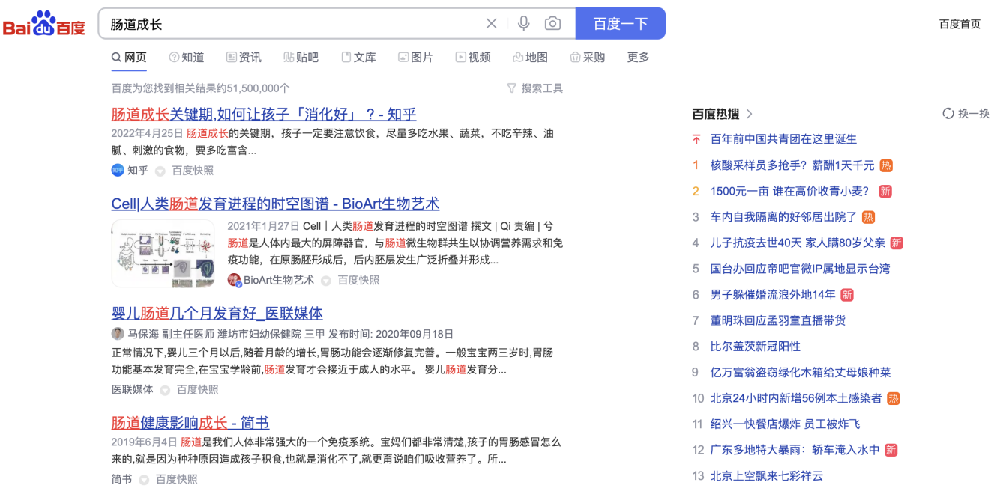 Bai du 百度
肠道成长
百度一下
百度首页
网页 知道 资讯 贴吧 文库 图片 视频 地图 采购 更多
百度为您找到相关结果约51,500,000个
搜索工具
肠道成长关键期,如何让孩子「消化好」？- 知乎
2022年4月25日 肠道成长的关键期，孩子一定要注意饮食，尽量多吃水果、蔬菜，不吃辛辣、油
腻、刺激的食物，要多吃富含...
知乎 知乎 百度快照
Cell|人类肠道发育进程的时空图谱 - BioArt生物艺术
2021年1月27日 Cell｜人类肠道发育进程的时空图谱 撰文 | Qi 责编 | 兮
肠道是人体内最大的屏障器官，与肠道微生物群共生以协调营养需求和免
疫功能，在原肠胚形成后，后内胚层发生广泛折叠并形成...
BioArt生物艺术 百度快照
婴儿肠道几个月发育好_医联媒体
马保海 副主任医师 潍坊市妇幼保健院 三甲 发布时间: 2020年09月18日
正常情况下,婴儿三个月以后,随着月龄的增长,胃肠功能会逐渐修复完善。一般宝宝两三岁时,胃肠
功能基本发育完全,在宝宝学龄前,肠道发育才会接近于成人的水平。 婴儿肠道发育分...
医联媒体 百度快照
肠道健康影响成长 - 简书
2019年6月4日 肠道是我们人体非常强大的一个免疫系统。宝妈们都非常清楚,孩子的胃肠感冒怎么
来的,就是因为种种原因造成孩子积食,也就是消化不了,就更甭说咱们吸收营养了。所...
简书 百度快照
百度热搜
换一换
百年前中国共青团在这里诞生
1 核酸采样员多抢手？薪酬1天千元 热
2 1500元一亩 谁在高价收青小麦？ 新
3 车内自我隔离的好邻居出院了 热
4 儿子抗疫去世40天 家人瞒80岁父亲 新
5 国台办回应帝吧官微IP属地显示台湾
6 男子躲催婚流浪外地14年 新
7 董明珠回应孟羽童直播带货
8 比尔盖茨新冠阳性
9 亿万富翁盗窃绿化木箱给丈母娘种菜
10 北京24小时内新增56例本土感染者 热
11 绍兴一快餐店爆炸 员工被炸飞
12 广东多地特大暴雨：轿车淹入水中 新
13 北京上空飘来七彩祥云